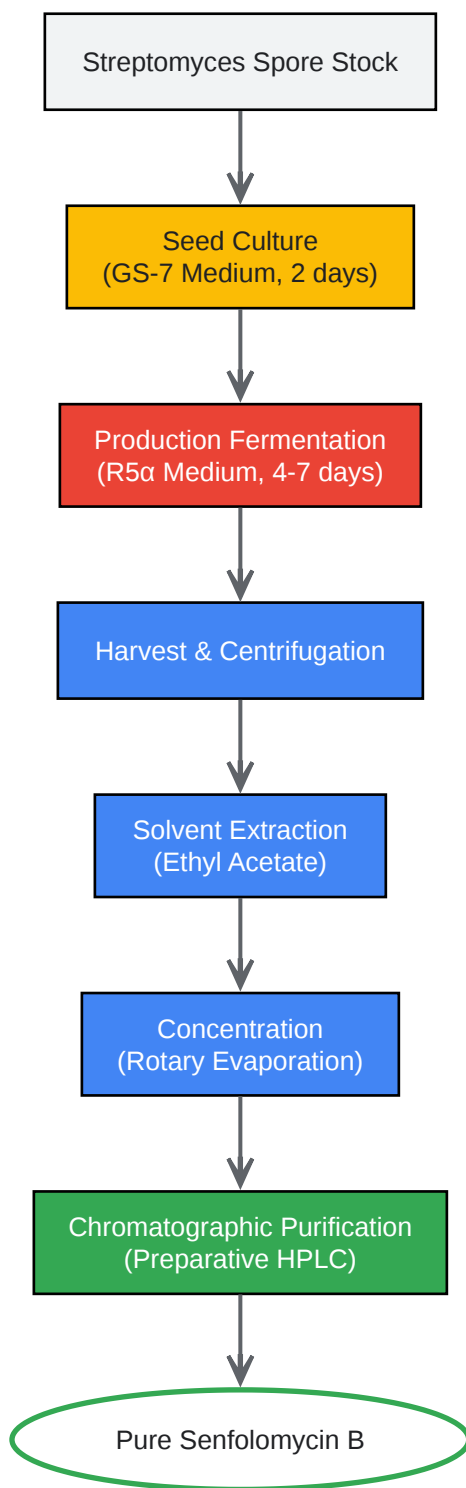 Streptomyces Spore Stock
Seed Culture
(GS-7 Medium, 2 days)
Production Fermentation
(R5α Medium, 4-7 days)
Harvest & Centrifugation
Solvent Extraction
(Ethyl Acetate)
Concentration
(Rotary Evaporation)
Chromatographic Purification
(Preparative HPLC)
Pure Senfolomycin B